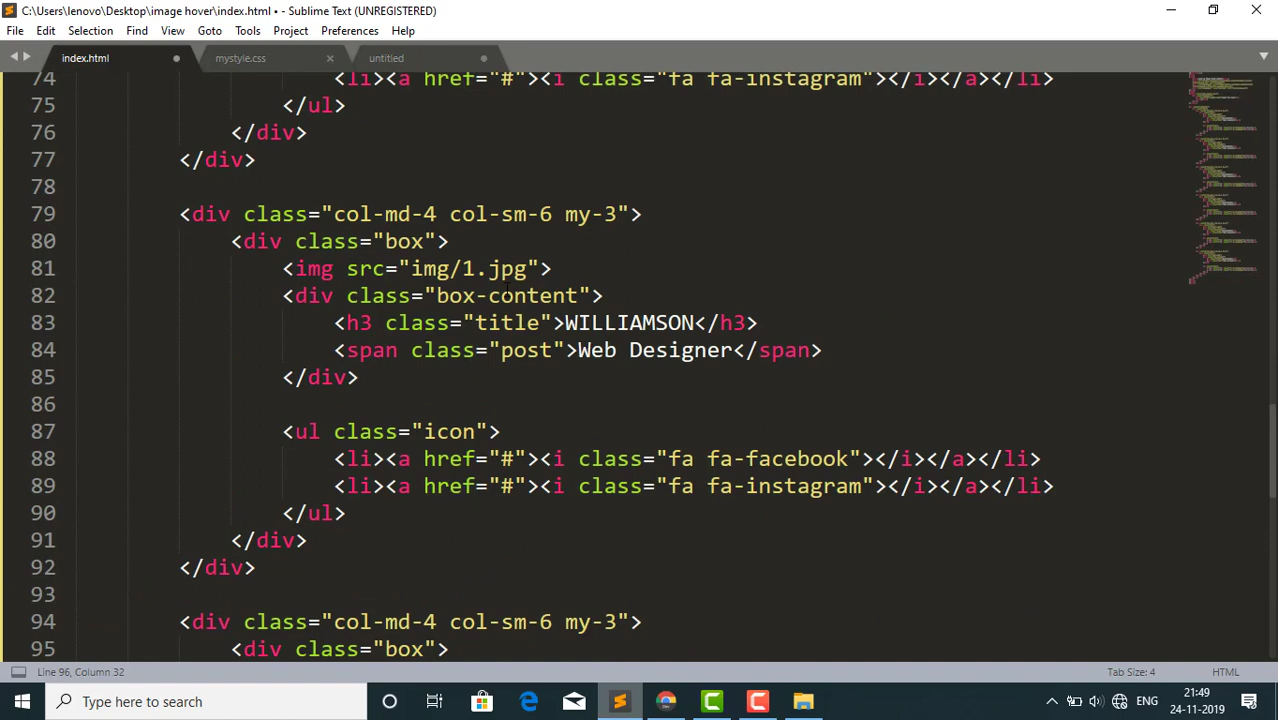 C:\Users\lenovo\Desktop\image hover\index.html • - Sublime Text (UNREGISTERED)
File Edit Selection Find View Goto Tools Project Preferences Help
index.html mystyle.css untitled
74 <li><a href="#"><i class="fa fa-instagram"></i></a></li>
75 </ul>
76 </div>
77 </div>
78
79 <div class="col-md-4 col-sm-6 my-3">
80 <div class="box">
81 <img src="img/1.jpg">
82 <div class="box-content">
83 <h3 class="title">WILLIAMSON</h3>
84 <span class="post">Web Designer</span>
85 </div>
86
87 <ul class="icon">
88 <li><a href="#"><i class="fa fa-facebook"></i></a></li>
89 <li><a href="#"><i class="fa fa-instagram"></i></a></li>
90 </ul>
91 </div>
92 </div>
93
94 <div class="col-md-4 col-sm-6 my-3">
95 <div class="box">
Line 96, Column 32 Tab Size: 4 HTML
Type here to search ENG 21:49
24-11-2019